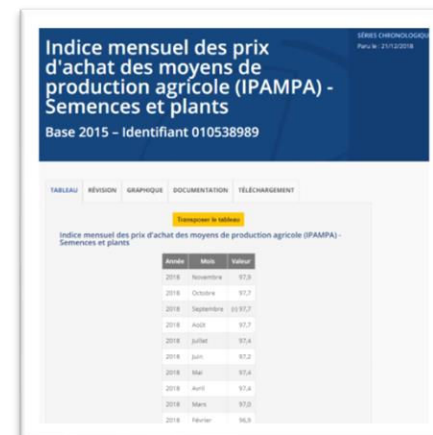 SÉRIES CHRONOLOGIQU
Paru le : 21/12/2018
Indice mensuel des prix
d'achat des moyens de
production agricole (IPAMPA) -
Semences et plants
Base 2015 – Identifiant 010538989
TABLEAU RÉVISION GRAPHIQUE DOCUMENTATION TÉLÉCHARGEMENT
Transposer le tableau
Indice mensuel des prix d'achat des moyens de production agricole (IPAMPA) -
Semences et plants
Année Mois Valeur
2018 Novembre 97,9
2018 Octobre 97,7
2018 Septembre 97,7
2018 Août 97,7
2018 Juillet 97,4
2018 Juin 97,2
2018 Mai 97,4
2018 Avril 97,4
2018 Mars 97,0
2018 Février 96,9